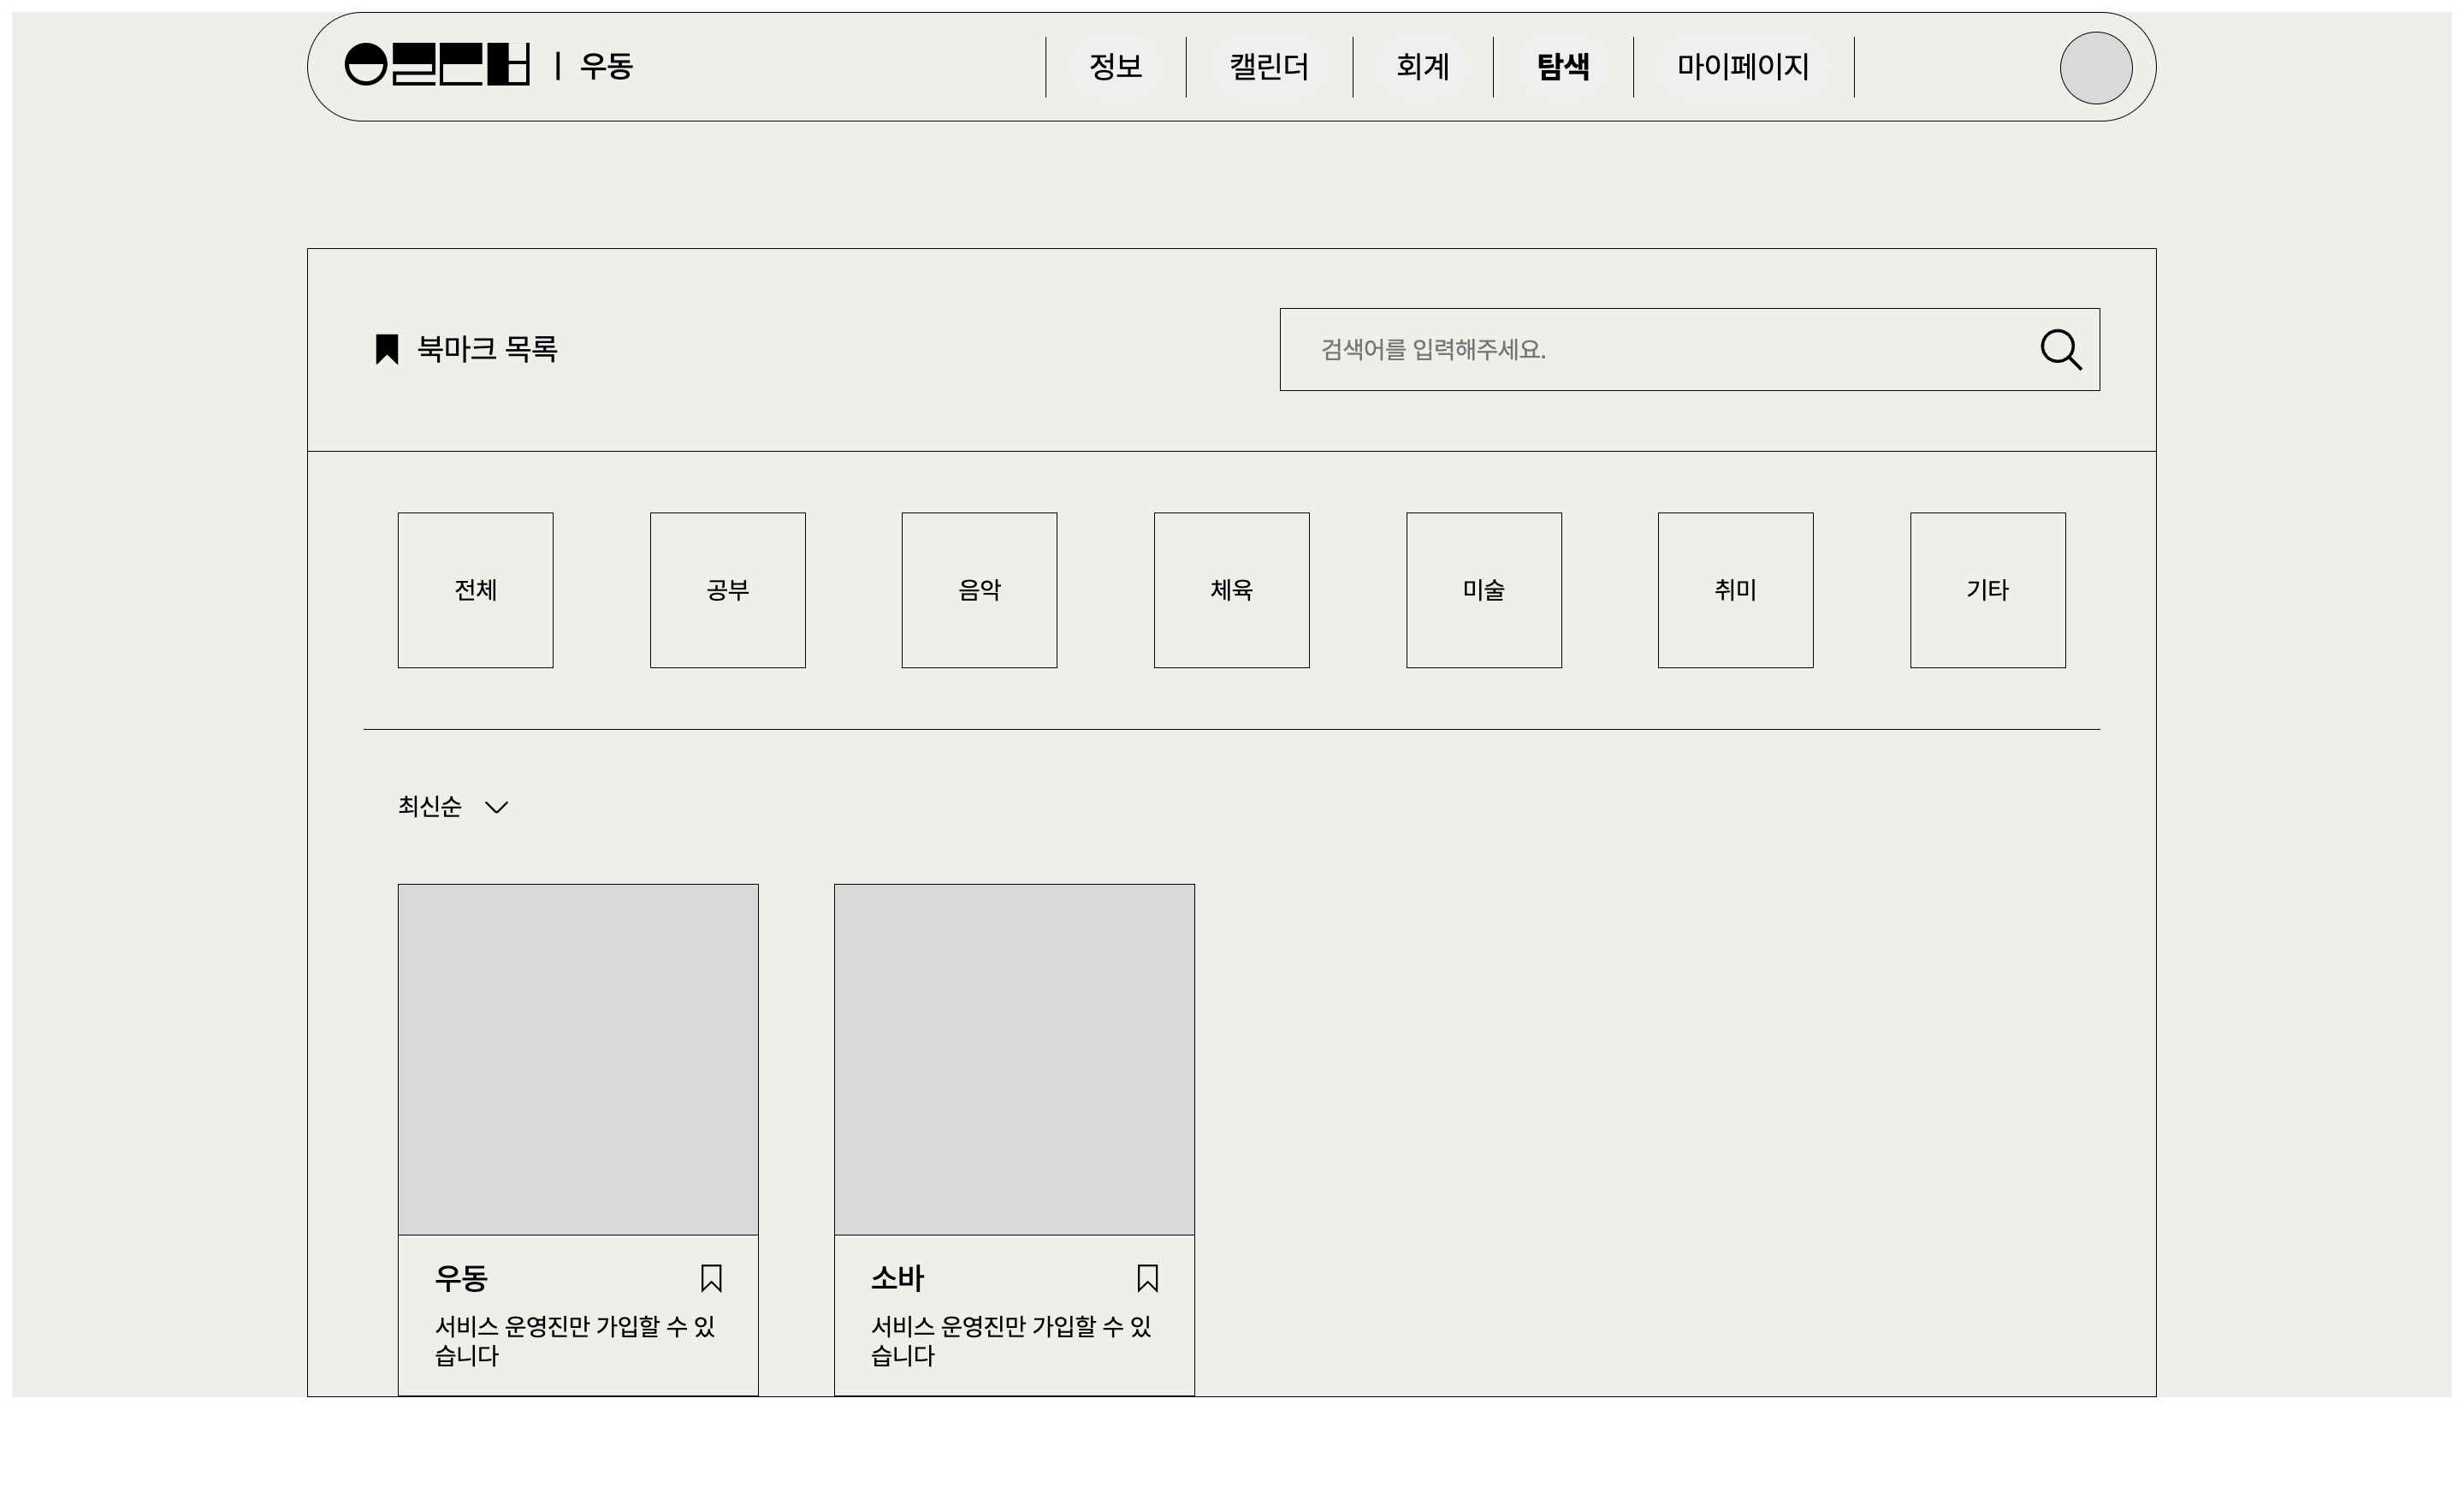 올인원 | 우동
정보
캘린더
회계
탐색
마이페이지
북마크 목록
검색어를 입력해주세요.
전체
공부
음악
체육
미술
취미
기타
최신순
우동
서비스 운영진만 가입할 수 있
습니다
소바
서비스 운영진만 가입할 수 있
습니다